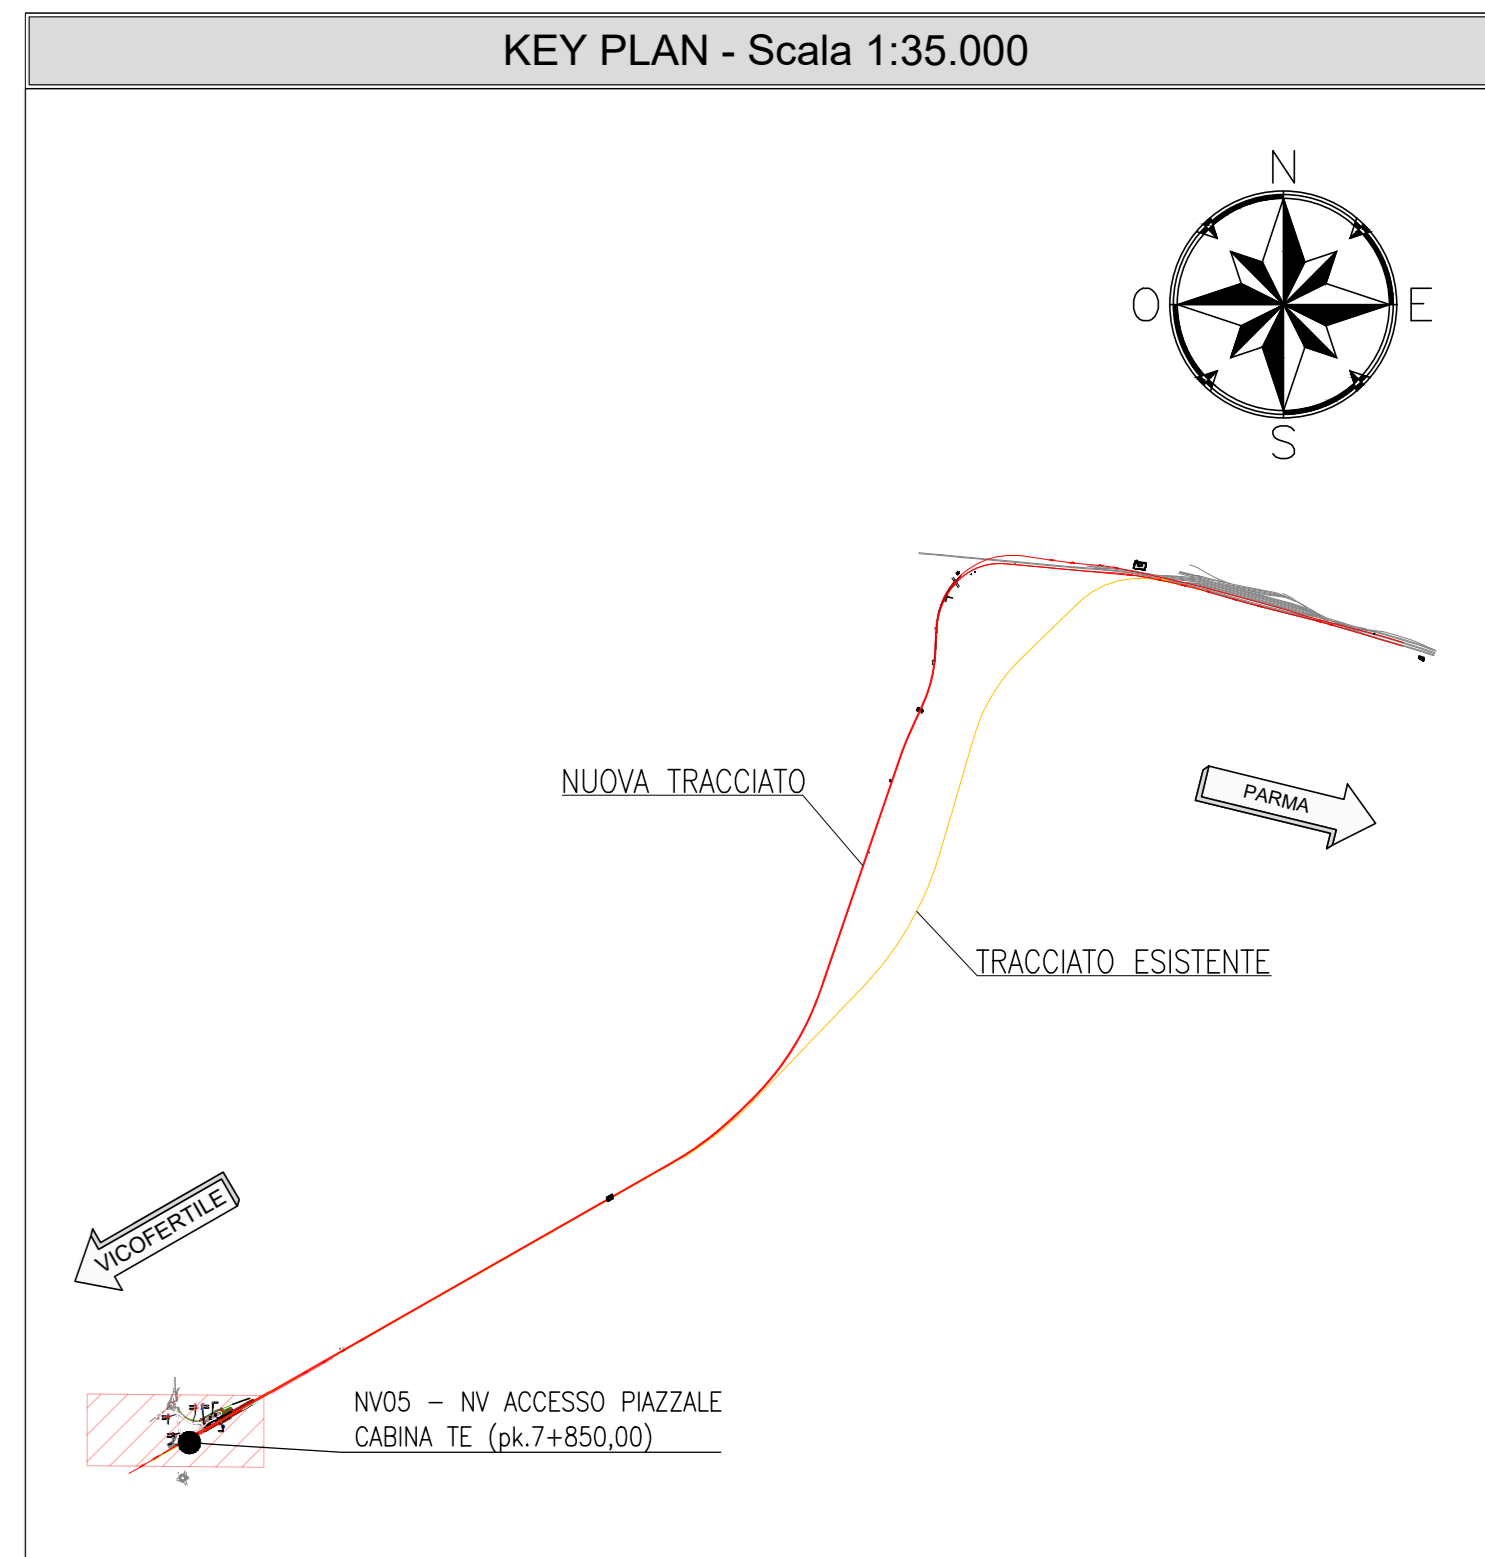 KEY PLAN - Scala 1:35.000
N
O
E
S
NUOVA TRACCIATO
PARMA
TRACCIATO ESISTENTE
VICOFERTILE
NV05 - NV ACCESSO PIAZZALE
CABINA TE (pk.7+850,00)